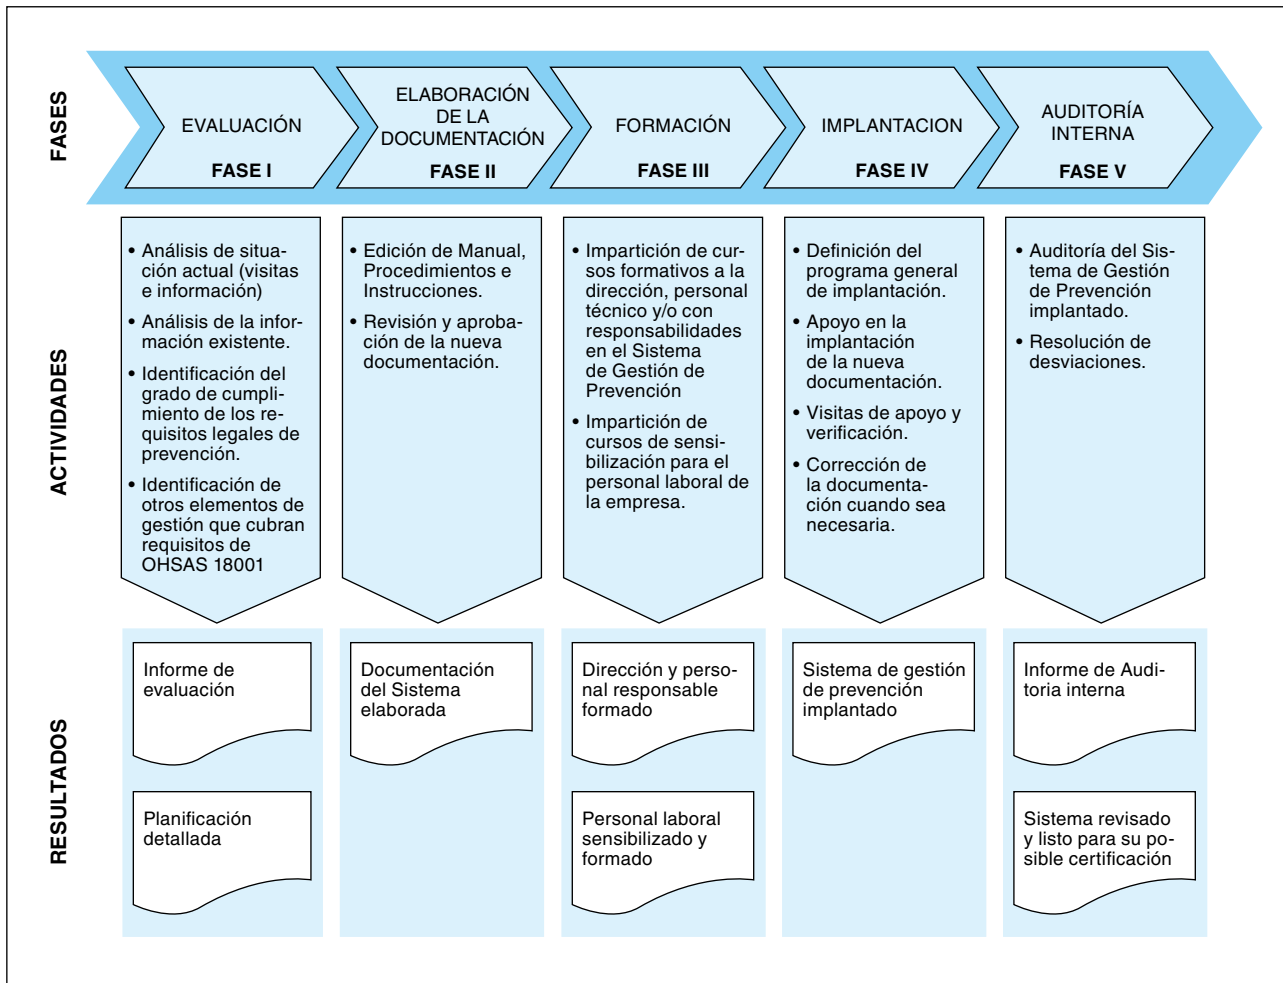 FASES
EVALUACIÓN
FASE I
ELABORACIÓN
DE LA
DOCUMENTACIÓN
FASE II
FORMACIÓN
FASE III
IMPLANTACION
FASE IV
AUDITORÍA
INTERNA
FASE V
ACTIVIDADES
• Análisis de situa-
ción actual (visitas
e información)
• Análisis de la infor-
mación existente.
• Identificación del
grado de cumpli-
miento de los re-
quisitos legales de
prevención.
• Identificación de
otros elementos de
gestión que cubran
requisitos de
OHSAS 18001
• Edición de Manual,
Procedimientos e
Instrucciones.
• Revisión y aproba-
ción de la nueva
documentación.
• Impartición de cur-
sos formativos a la
dirección, personal
técnico y/o con
responsabilidades
en el Sistema
de Gestión de
Prevención
• Impartición de
cursos de sensi-
bilización para el
personal laboral de
la empresa.
• Definición del
programa general
de implantación.
• Apoyo en la
implantación
de la nueva
documentación.
• Visitas de apoyo y
verificación.
• Corrección de
la documenta-
ción cuando sea
necesaria.
• Auditoría del Sis-
tema de Gestión
de Prevención
implantado.
• Resolución de
desviaciones.
RESULTADOS
Informe de
evaluación
Planificación
detallada
Documentación
del Sistema
elaborada
Dirección y perso-
nal responsable
formado
Personal laboral
sensibilizado y
formado
Sistema de gestión
de prevención
implantado
Informe de Audi-
toria interna
Sistema revisado
y listo para su po-
sible certificación